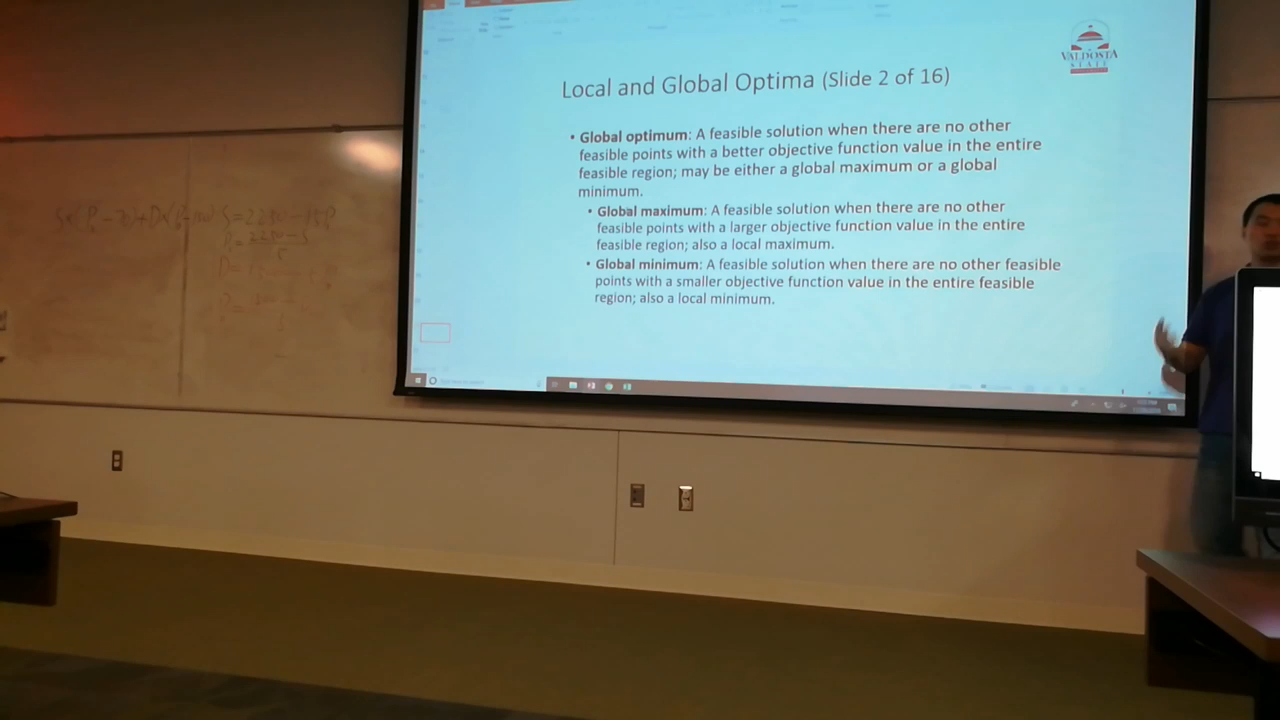 VALDOSTA
STATE
Local and Global Optima (Slide 2 of 16)
• Global optimum: A feasible solution when there are no other
feasible points with a better objective function value in the entire
feasible region; may be either a global maximum or a global
minimum.
• Global maximum: A feasible solution when there are no other
feasible points with a larger objective function value in the entire
feasible region; also a local maximum.
• Global minimum: A feasible solution when there are no other feasible
points with a smaller objective function value in the entire feasible
region; also a local minimum.